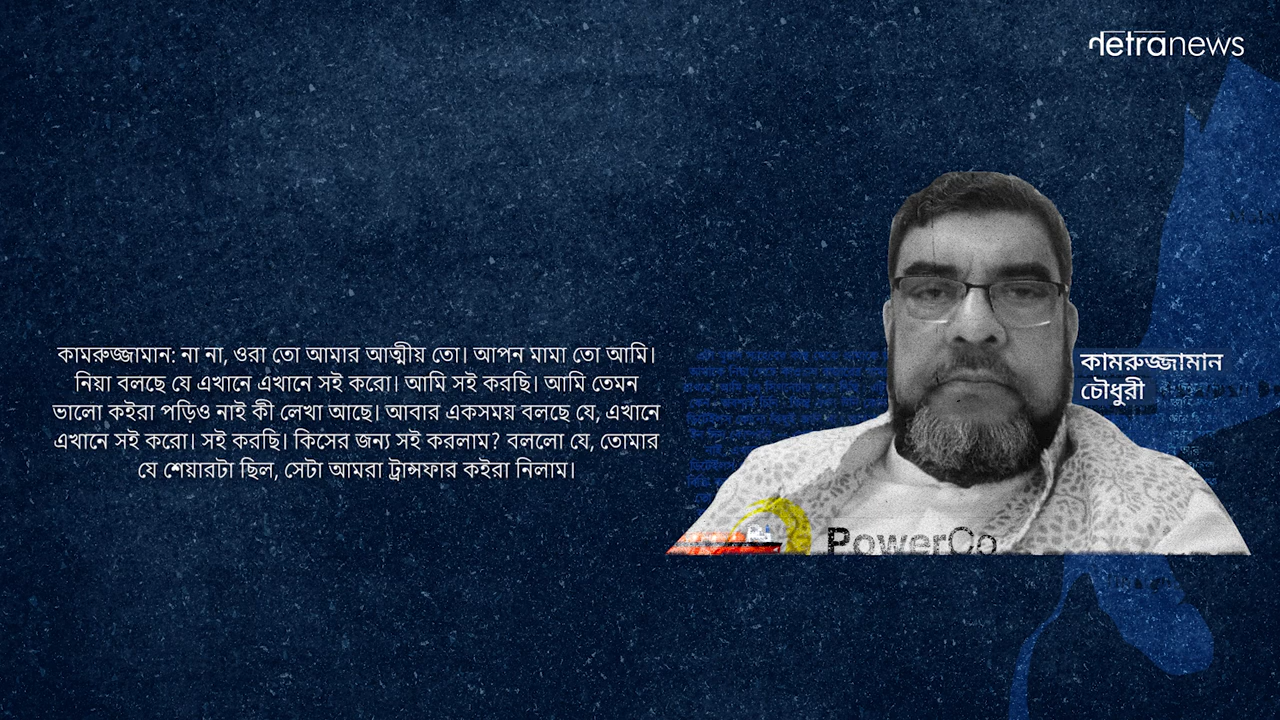 netranews
কামরুজ্জামান: না না, ওরা তো আমার আত্মীয় তো। আপন মামা তো আমি।
নিয়া বলছে যে এখানে এখানে সই করো। আমি সই করছি। আমি তেমন
ভালো কইরা পড়িও নাই কী লেখা আছে। আবার একসময় বলছে যে, এখানে
এখানে সই করো। সই করছি। কিসের জন্য সই করলাম? বললো যে, তোমার
যে শেয়ারটা ছিল, সেটা আমরা ট্রান্সফার কইরা নিলাম।
কামরুজ্জামান
চৌধুরী
PowerCo